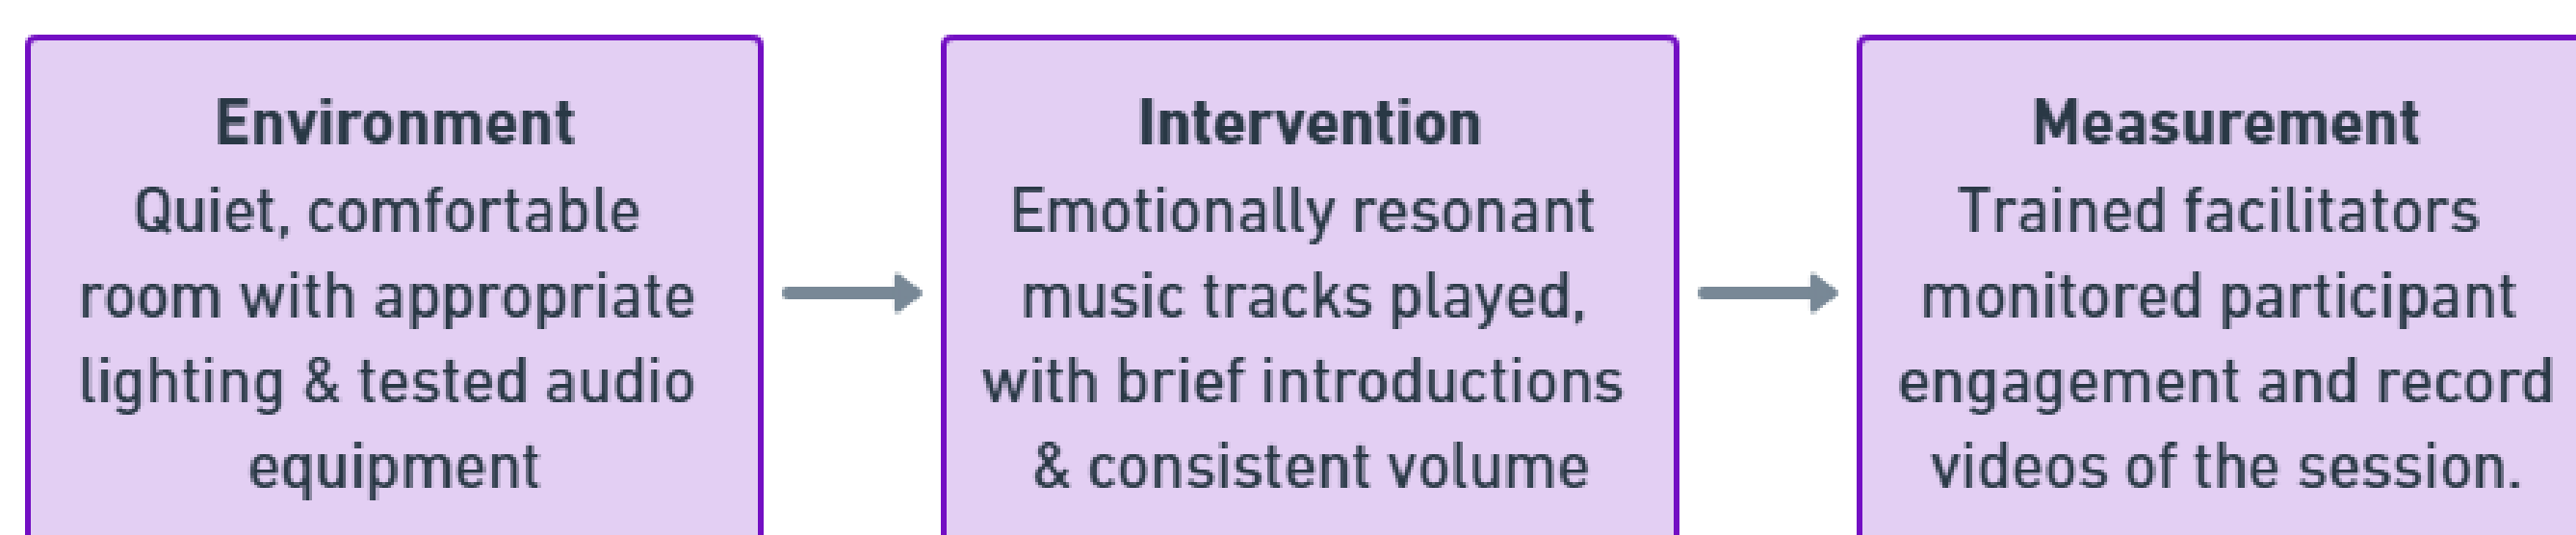 Environment
Quiet, comfortable
room with appropriate
lighting & tested audio
equipment
Intervention
Emotionally resonant
music tracks played,
with brief introductions
& consistent volume
Measurement
Trained facilitators
monitored participant
engagement and record
videos of the session.